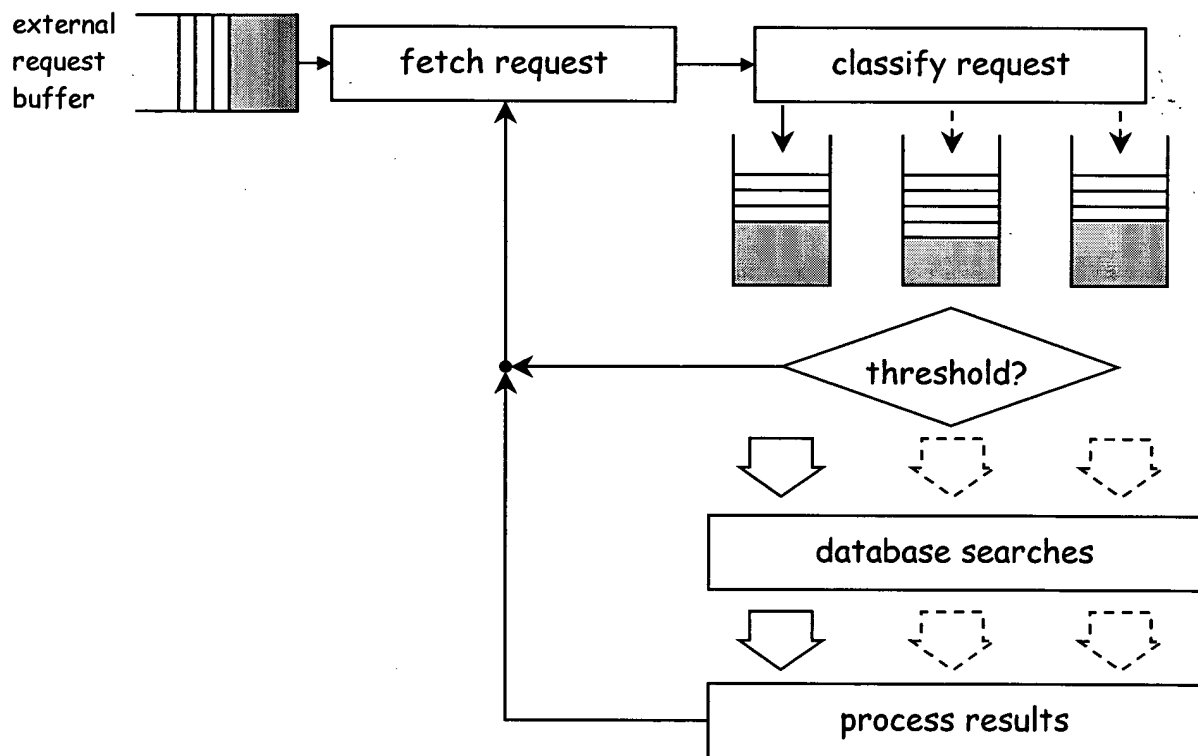 external
request
buffer
fetch request
classify request
threshold?
database searches
process results